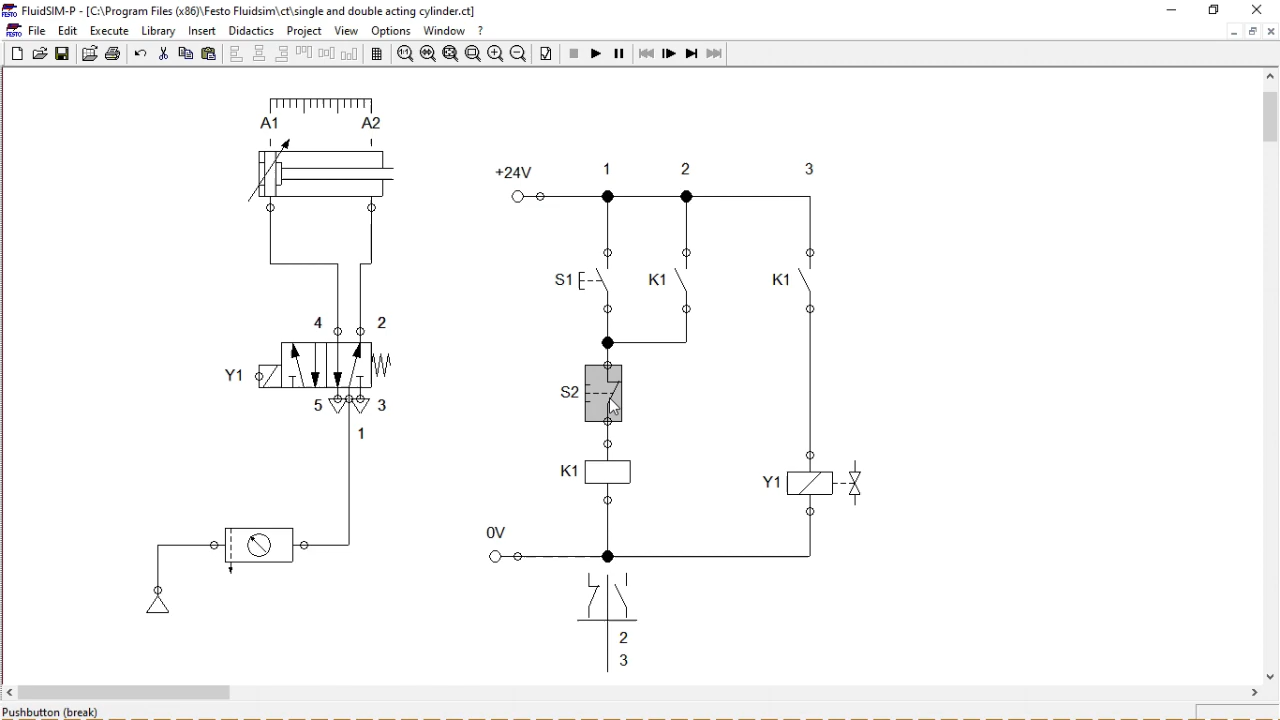 FluidSIM-P - [C:\Program Files (x86)\Festo Fluidsim\ct\single and double acting cylinder.ct]
FESTO File Edit Execute Library Insert Didactics Project View Options Window ?
A1 A2
+24V 1 2 3
S1 K1 K1
4 2
Y1
S2
5 3
1
K1 Y1
0V
2
3
Pushbutton (break)